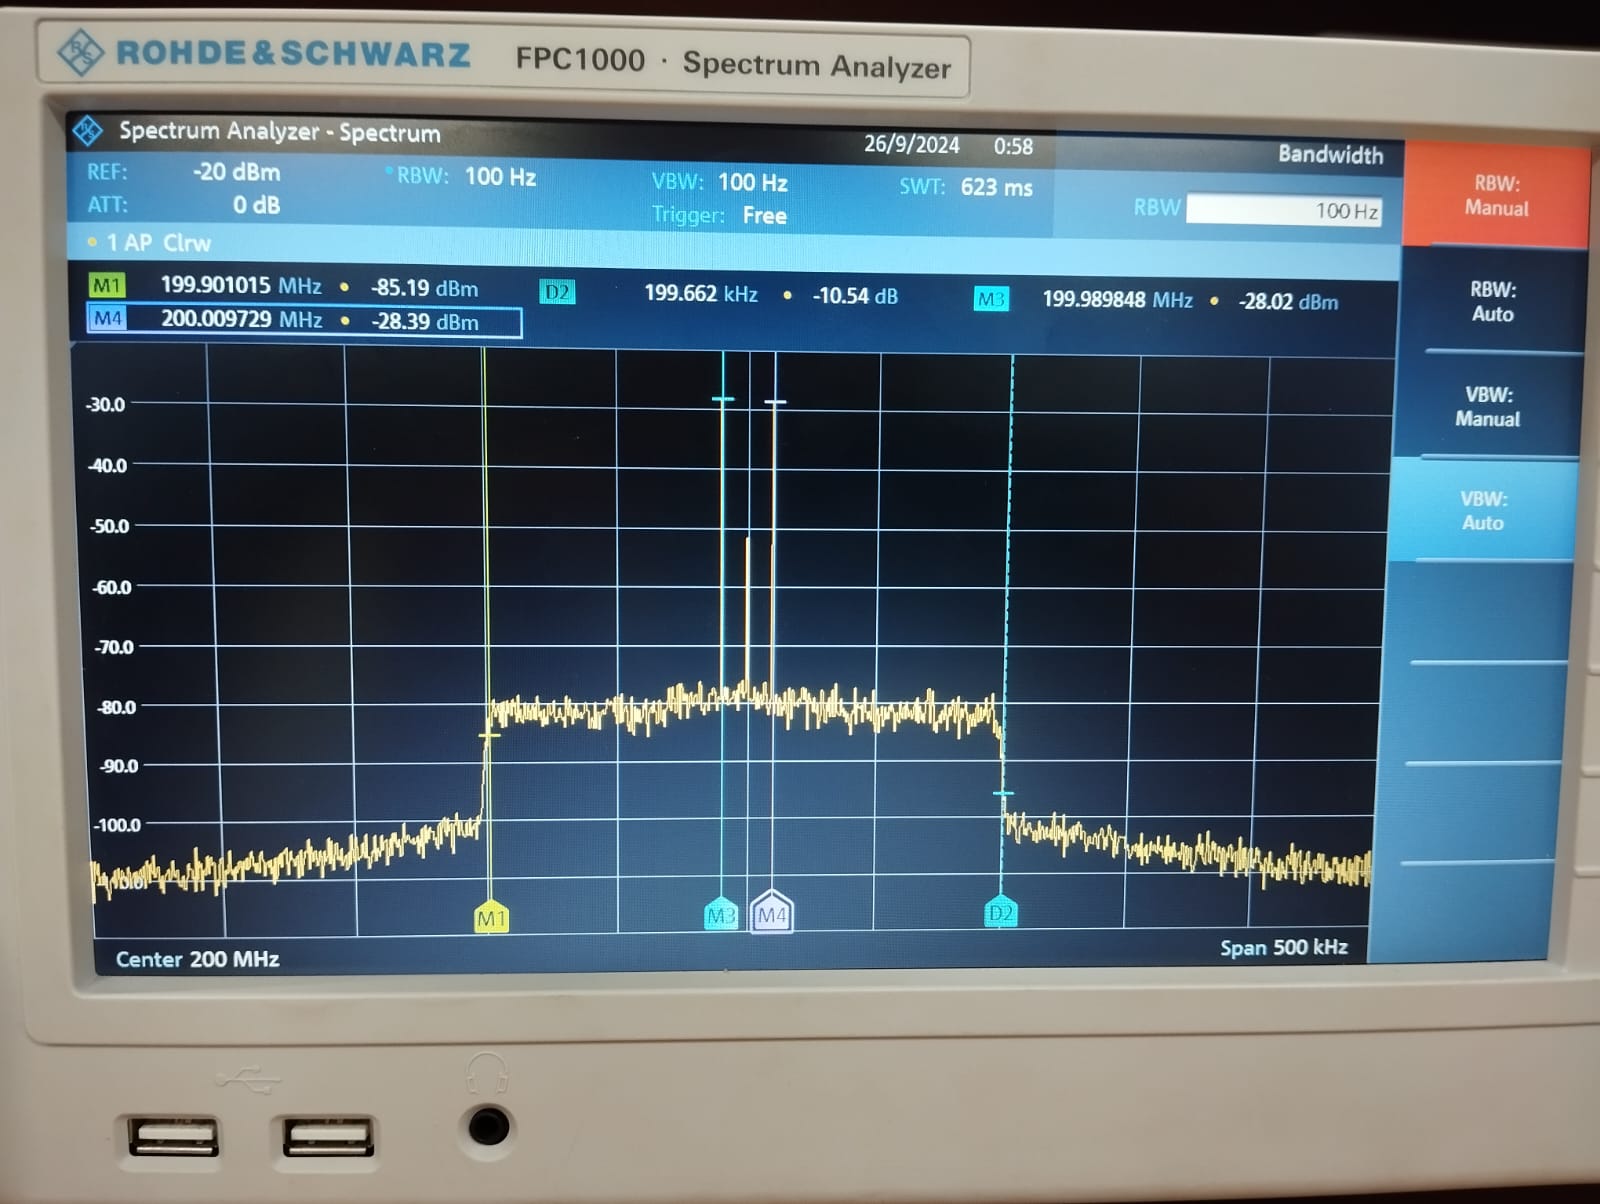 ROHDE & SCHWARZ FPC1000 · Spectrum Analyzer
Spectrum Analyzer - Spectrum 26/9/2024 0:58 Bandwidth
REF: -20 dBm RBW: 100 Hz VBW: 100 Hz SWT: 623 ms
ATT: 0 dB Trigger: Free RBW 100 Hz
1 AP Clrw
M1 199.901015 MHz • -85.19 dBm D2 199.662 kHz • -10.54 dB M3 199.989848 MHz • -28.02 dBm
M4 200.009729 MHz • -28.39 dBm
-30.0
-40.0
-50.0
-60.0
-70.0
-80.0
-90.0
-100.0
M1 M3 M4 D2
Center 200 MHz Span 500 kHz
RBW:
Manual
RBW:
Auto
VBW:
Manual
VBW:
Auto